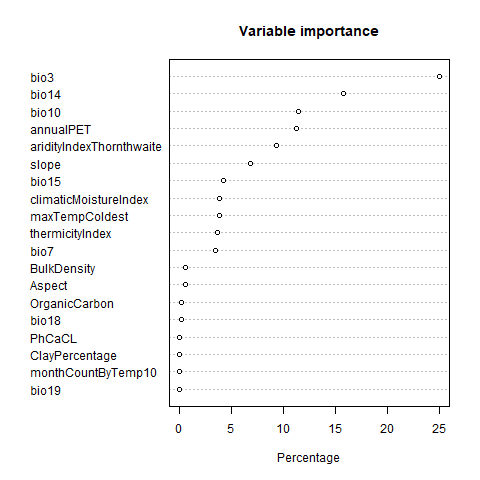 Variable importance
bio3
bio14
bio10
annualPET
aridityIndexThornthwaite
slope
bio15
climaticMoistureIndex
maxTempColdest
thermicityIndex
bio7
BulkDensity
Aspect
OrganicCarbon
bio18
PhCaCL
ClayPercentage
monthCountByTemp10
bio19
0 5 10 15 20 25
Percentage